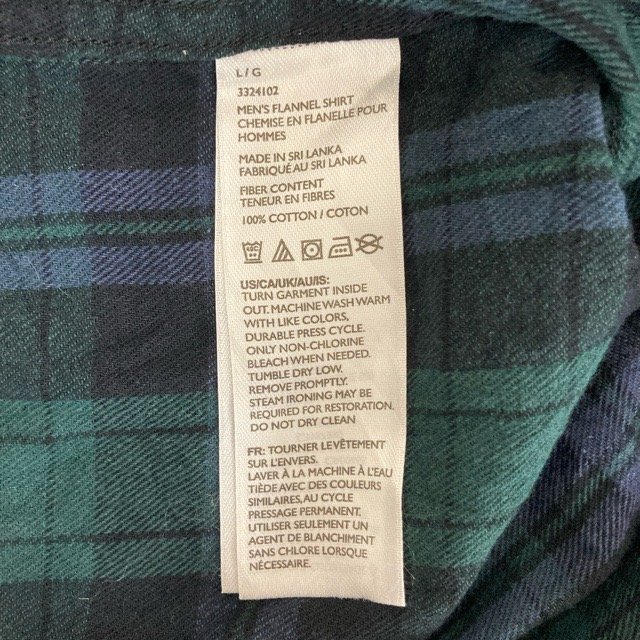 L / G
3324102
MEN'S FLANNEL SHIRT
CHEMISE EN FLANELLE POUR
HOMMES
MADE IN SRI LANKA
FABRIQUÉ AU SRI LANKA
FIBER CONTENT
TENEUR EN FIBRES
100% COTTON / COTON
US/CA/UK/AU/IS:
TURN GARMENT INSIDE
OUT. MACHINE WASH WARM
WITH LIKE COLORS,
DURABLE PRESS CYCLE.
ONLY NON-CHLORINE
BLEACH WHEN NEEDED.
TUMBLE DRY LOW.
REMOVE PROMPTLY.
STEAM IRONING MAY BE
REQUIRED FOR RESTORATION.
DO NOT DRY CLEAN
FR: TOURNER LE VÊTEMENT
SUR L'ENVERS.
LAVER À LA MACHINE À L'EAU
TIÈDE AVEC DES COULEURS
SIMILAIRES, AU CYCLE
PRESSAGE PERMANENT.
UTILISER SEULEMENT UN
AGENT DE BLANCHIMENT
SANS CHLORE LORSQUE
NÉCESSAIRE.